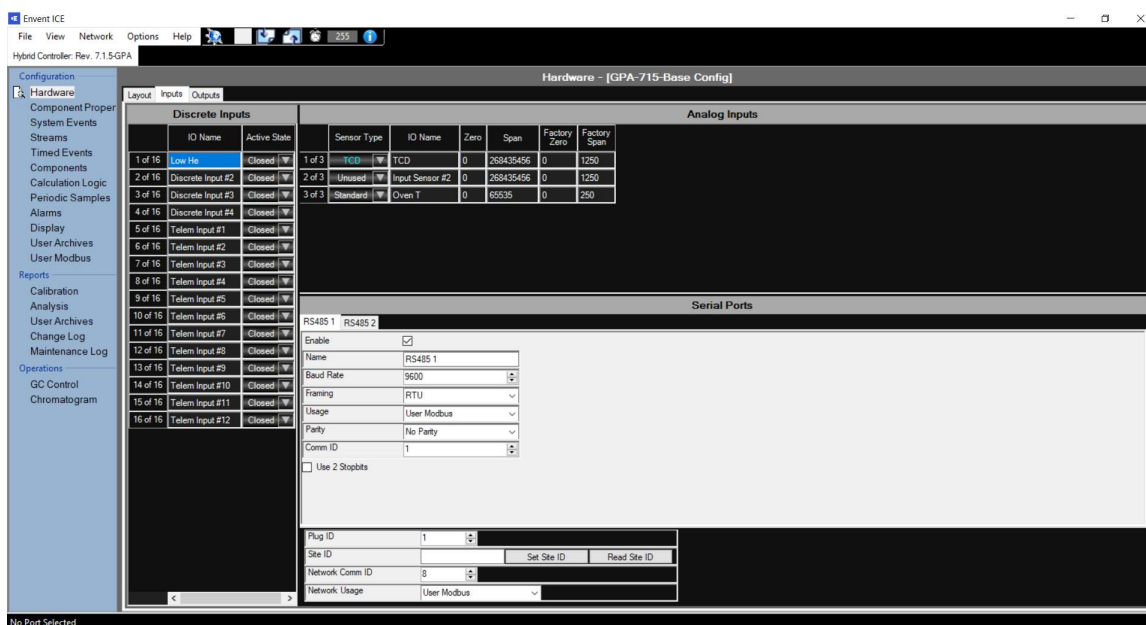 Envent ICE
File View Network Options Help 255
Hybrid Controller: Rev. 7.1.5-GPA
Configuration
Hardware
Component Proper
System Events
Streams
Timed Events
Components
Calculation Logic
Periodic Samples
Alarms
Display
User Archives
User Modbus
Reports
Calibration
Analysis
User Archives
Change Log
Maintenance Log
Operations
GC Control
Chromatogram
Hardware - [GPA-715-Base Config]
Layout Inputs Outputs
Discrete Inputs
IO Name Active State
1 of 16 Low He Closed
2 of 16 Discrete Input #2 Closed
3 of 16 Discrete Input #3 Closed
4 of 16 Discrete Input #4 Closed
5 of 16 Telem Input #1 Closed
6 of 16 Telem Input #2 Closed
7 of 16 Telem Input #3 Closed
8 of 16 Telem Input #4 Closed
9 of 16 Telem Input #5 Closed
10 of 16 Telem Input #6 Closed
11 of 16 Telem Input #7 Closed
12 of 16 Telem Input #8 Closed
13 of 16 Telem Input #9 Closed
14 of 16 Telem Input #10 Closed
15 of 16 Telem Input #11 Closed
16 of 16 Telem Input #12 Closed
Analog Inputs
Sensor Type IO Name Zero Span Factory Zero Factory Span
1 of 3 TCD TCD 0 268435456 0 1250
2 of 3 Unused Input Sensor #2 0 268435456 0 1250
3 of 3 Standard Oven T 0 65535 0 250
Serial Ports
RS485 1 RS485 2
Enable
Name RS485 1
Baud Rate 9600
Framing RTU
Usage User Modbus
Parity No Parity
Comm ID 1
Use 2 Stopbits
Plug ID 1
Site ID Set Site ID Read Site ID
Network Comm ID 8
Network Usage User Modbus
No Port Selected